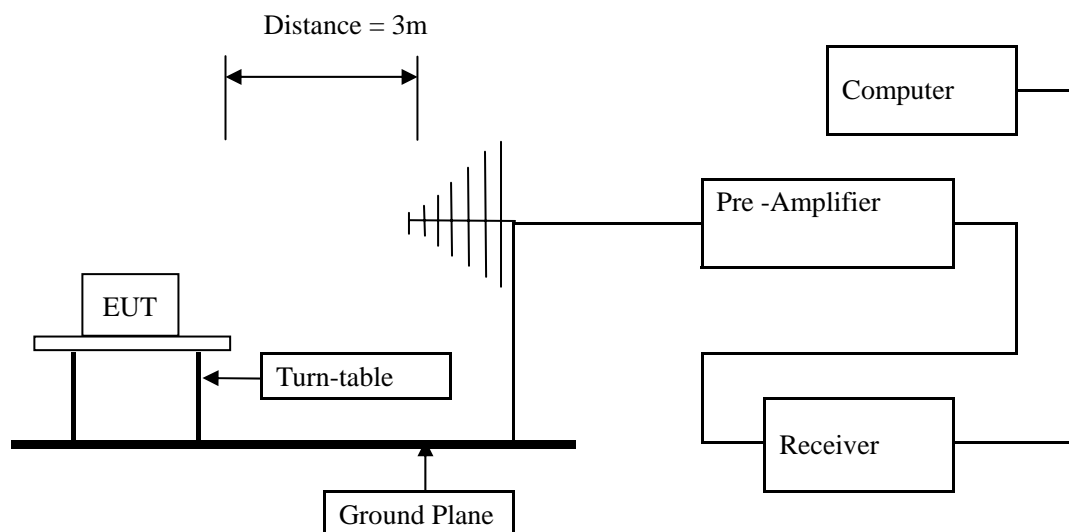 Distance = 3m
Computer
Pre -Amplifier
EUT
Turn-table
Receiver
Ground Plane